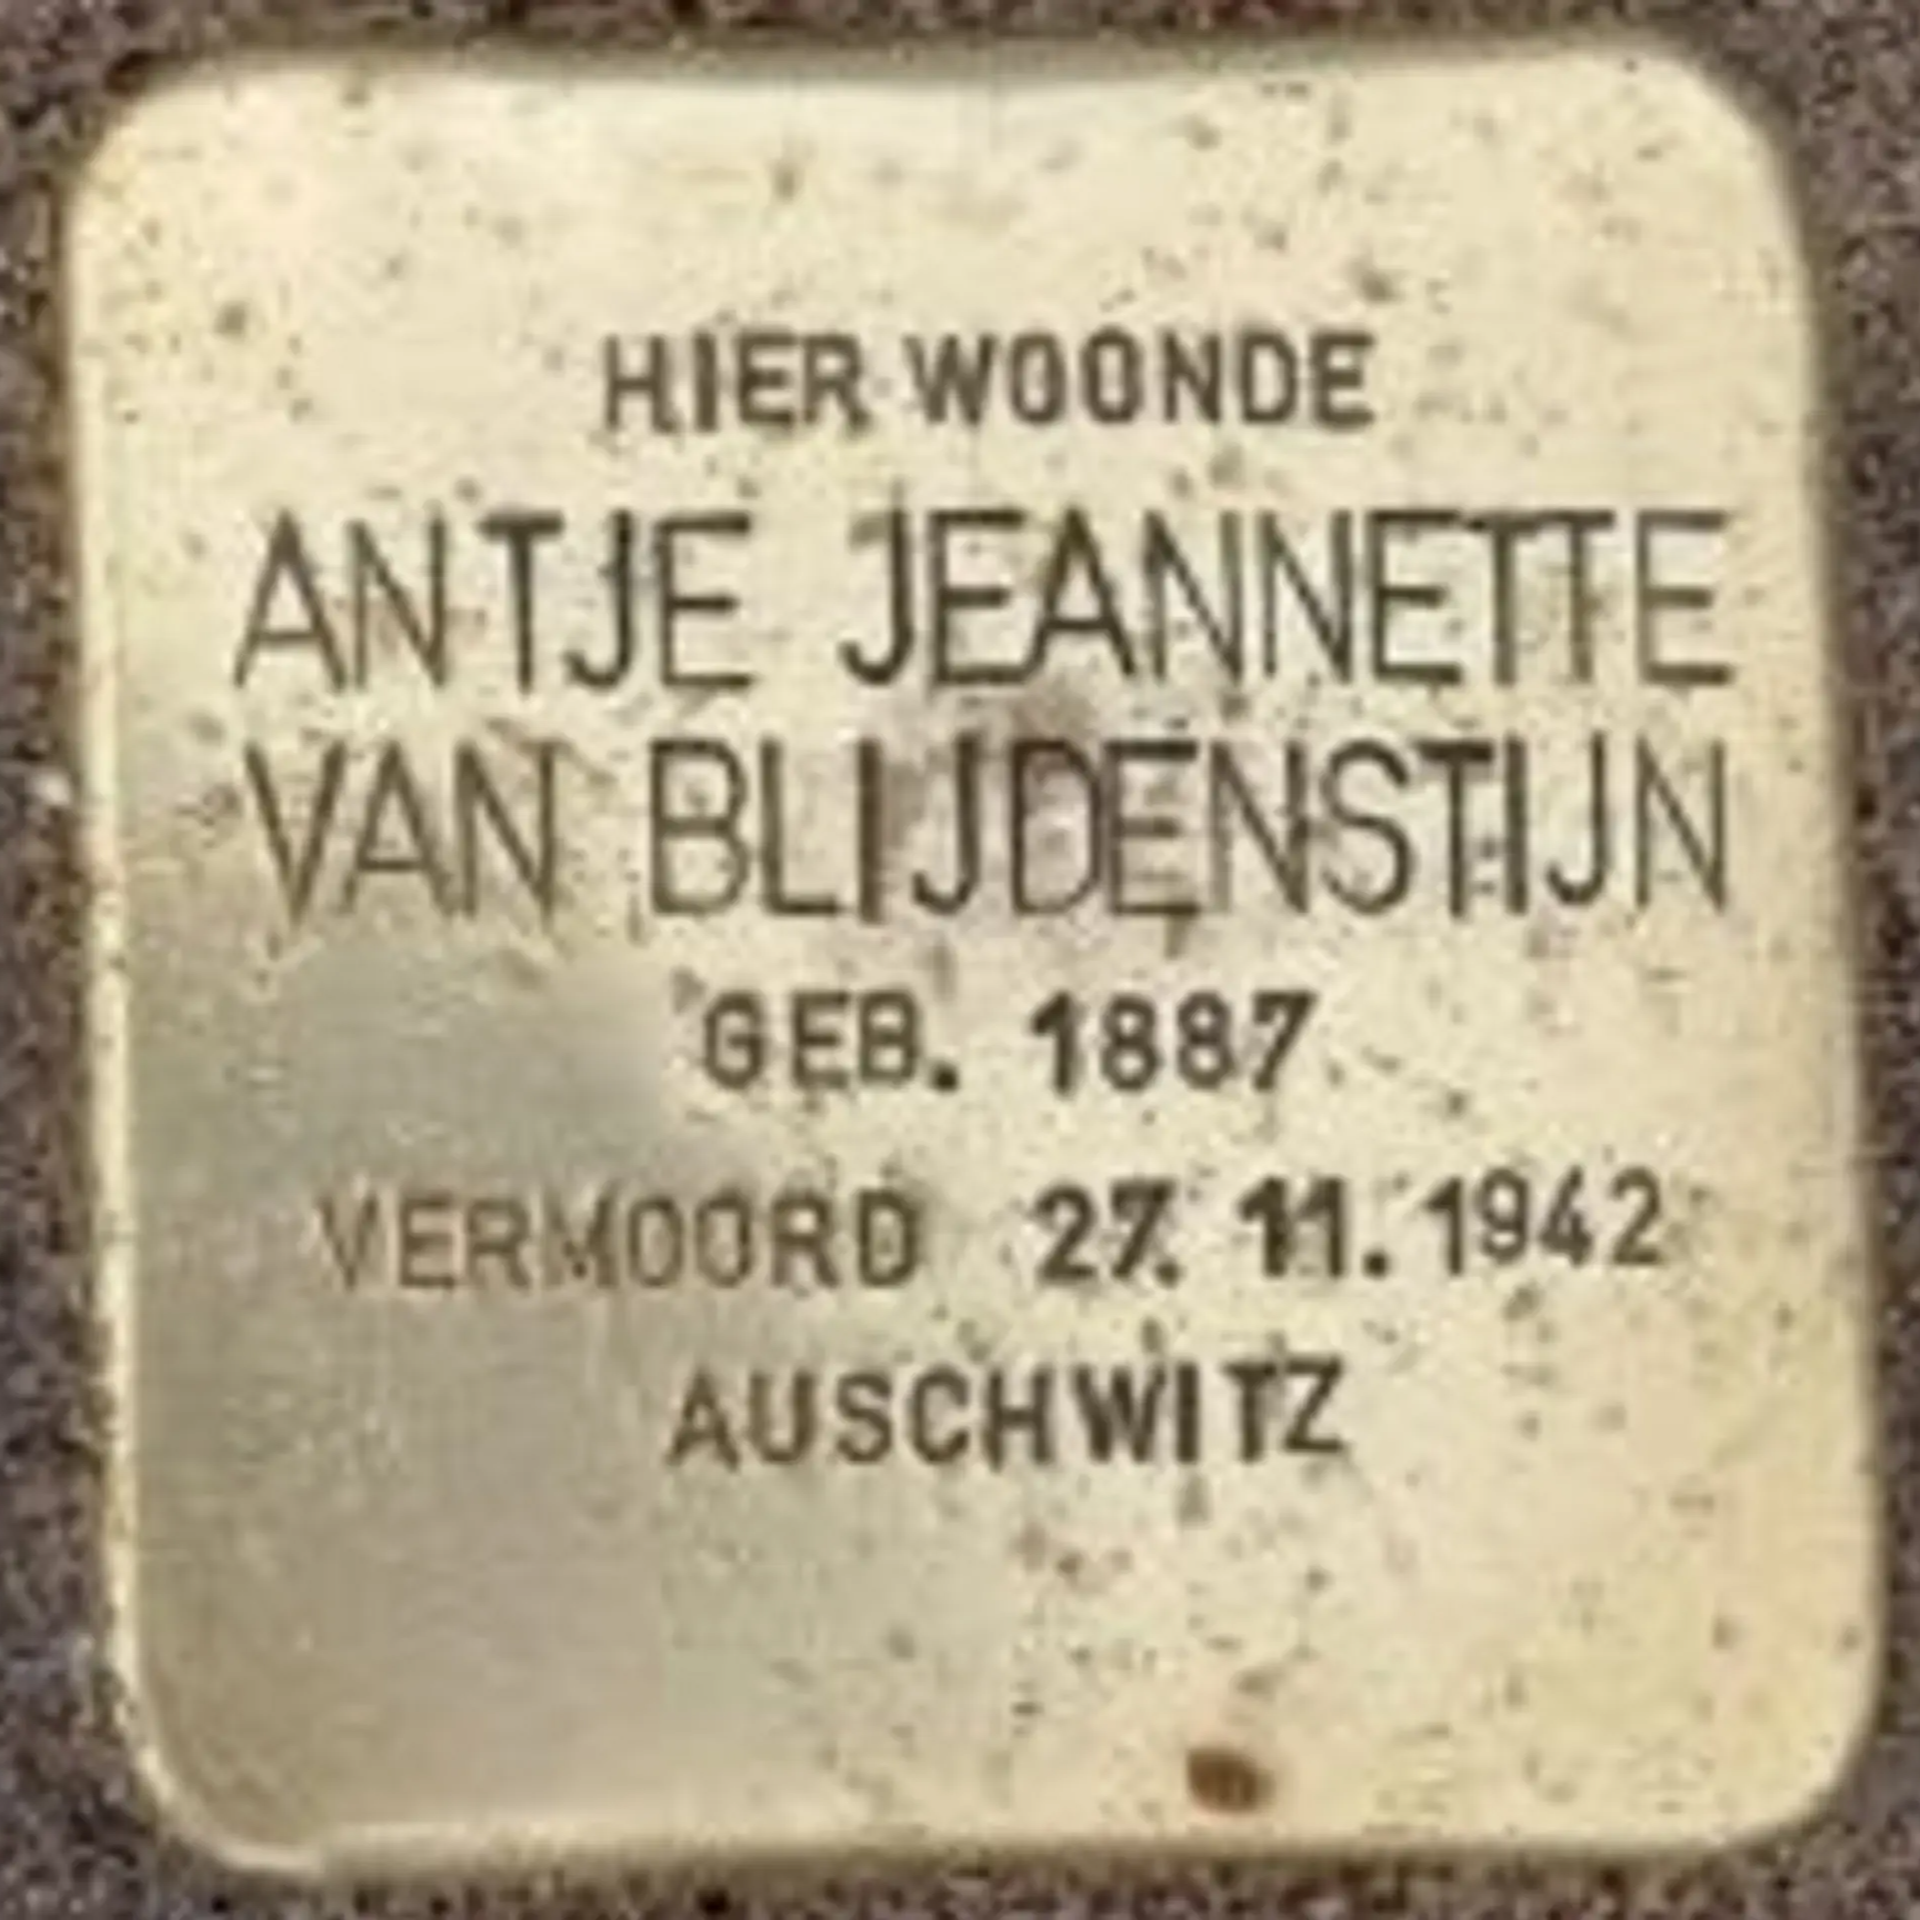 HIER WOONDE
ANTJE JEANNETTE
VAN BLIJDENSTIJN
GEB. 1887
VERMOORD 27. 11. 1942
AUSCHWITZ